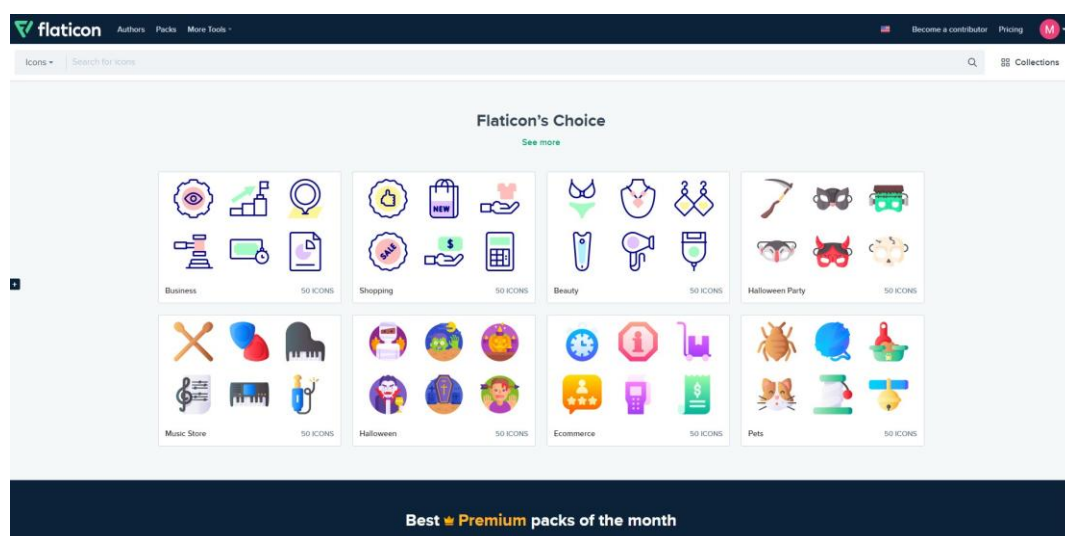 flaticon Authors Packs More Tools Become a contributor Pricing M
Icons Search for icons Collections
Flaticon's Choice
See more
NEW
SALE
Business 50 ICONS Shopping 50 ICONS Beauty 50 ICONS Halloween Party 50 ICONS
Music Store 50 ICONS Halloween 50 ICONS Ecommerce 50 ICONS Pets 50 ICONS
Best Premium packs of the month